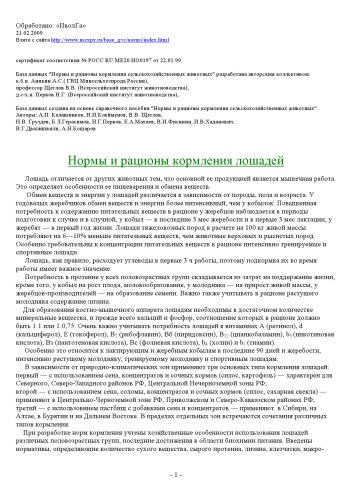 Обработано: «ИволГа»
21.02.2009
Взято с сайта http://www.mcxpx.ru/base_gvc/norm/index.html
сертификат соответствия № РОСС RU.МЕ20.Н00197 от 22.01.99
База данных "Нормы и рационы кормления сельскохозяйственных животных" разработана авторским коллективом:
к.б.н. Аникин А.С.( ГВЦ Минсельхозпрода России),
профессор Щеглов В.В. (Всероссийский институт животноводства),
д.с-х.н. Первов Н.Г. (Всероссийский институт животноводства),
База данных создана на основе справочного пособия "Нормы и рационы кормления сельскохозяйственных животных"
Авторы: А.П. Калашников, Н.И.Клейменов, В.В. Щеглов,
Н.В. Груздев, Б.Л.Герасимов, Н.Г.Первов, Е.А.Махаев, В.И.Фисинин, И.В.Хаданович,
В.Г.Двалишвили, А.Н.Кошаров
Нормы и рационы кормления лошадей
Лошадь отличается от других животных тем, что основной ее продукцией является мышечная работа.
Это определяет особенности ее пищеварения и обмена веществ.
Обмен веществ и энергии у лошадей различается в зависимости от породы, пола и возраста. У
годовалых жеребчиков обмен веществ и энергии более интенсивный, чем у кобылок. Повышенная
потребность к содержанию питательных веществ в рационе у жеребцов наблюдается в периоды
подготовки к случке и в случной, у кобыл — в последние 3 мес жеребости и в первые 3 мес лактации, у
жеребят — в первый год жизни. Лошади тяжеловозных пород в расчете на 100 кг живой массы
потребляют на 6—10% меньше питательных веществ, чем животные верховых и рысистых пород.
Особенно требовательны к концентрации питательных веществ в рационе интенсивно тренируемые и
спортивные лошади.
Лошадь, как правило, расходует углеводы в первые 3 ч работы, поэтому подкормка их во время
работы имеет важное значение.
Потребность в протеине у всех половозрастных групп складывается из затрат на поддержание жизни,
кроме того, у кобыл на рост плода, молокообразование, у молодняка — на прирост живой массы, у
жеребцов-производителей — на образование семени. Важно также учитывать в рационе растущего
молодняка содержание лизина.
Для образования костно-мышечного аппарата лошадям необходимы в достаточном количестве
минеральные вещества, и прежде всего кальций и фосфор, соотношение которых в рационе должно
быть 1:1 или 1:0,75. Очень важно учитывать потребность лошадей в витаминах А (ретинол), d
(кальциферол), Е (токоферол), В₂ (рибофлавин), В6 (пиридоксин), В₁₂ (цианкобаламин), b₅ (никотиновая
кислота), В₃ (пантотеновая кислота), Вс (фолиевая кислота), b₄ (холин) и b₁ (тиамин).
Особенно это относится к лактирующим и жеребым кобылам в последние 90 дней и жеребости,
интенсивно растущему молодняку, тренируемому молодняку и спортивным лошадям.
В зависимости от природно-климатических зон применяют три основных типа кормления лошадей:
первый — с использованием сена, концентратов и сочных кормов (морковь, картофель) — характерен для
Северного, Северо-Западного районов РФ, Центральной Нечерноземной зоны РФ;
второй — с использованием сена, соломы, концентратов и сочных кормов (силос, сахарная свекла) —
применяют в Центрально-Черноземной зоне РФ, Приволжском и Северо-Кавказском районах РФ;
третий — с использованием пастбищ с добавками сена и концентратов — применяют в Сибири, на
Алтае, в Бурятии и на Дальнем Востоке. В пределах отдельных зон встречаются сочетания различных
типов кормления.
При разработке норм кормления учтены хозяйственные особенности использования лошадей
различных половозрастных групп, последние достижения в области биохимии питания. Введены
нормативы, определяющие количество сухого вещества, сырого протеина, лизина, клетчатки, макро-
- 1 -